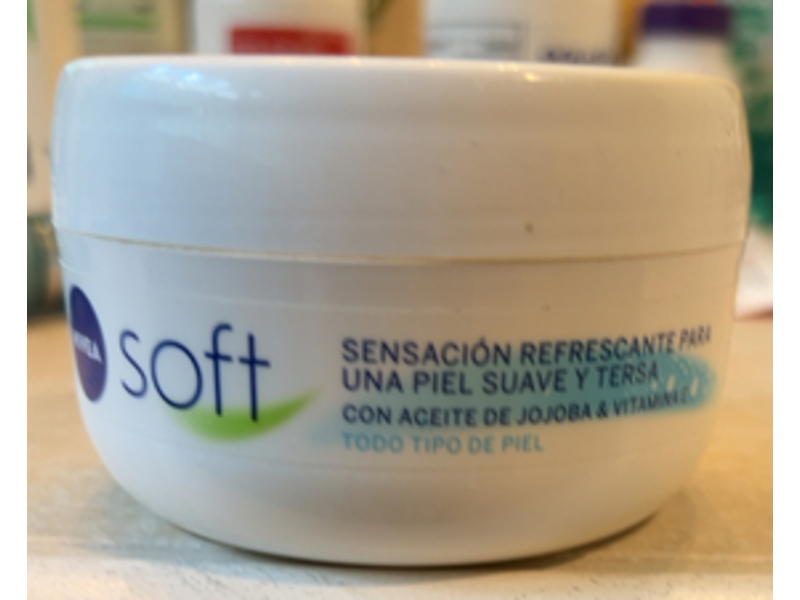 NIVEA
soft
SENSACIÓN REFRESCANTE PARA
UNA PIEL SUAVE Y TERSA
CON ACEITE DE JOJOBA & VITAMINA E
TODO TIPO DE PIEL